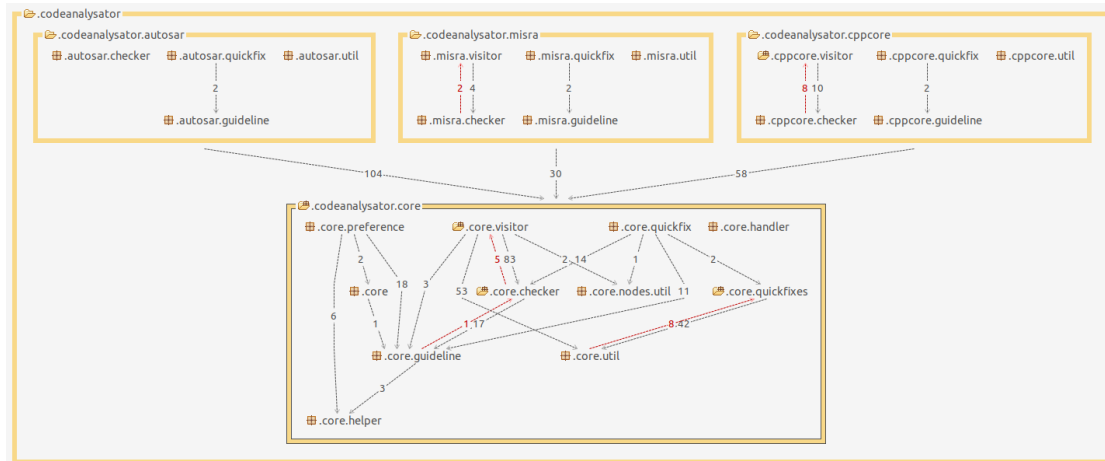 .codeanalysator
.codeanalysator.autosar
.autosar.checker
.autosar.quickfix
.autosar.util
2
.autosar.guideline
.codeanalysator.misra
.misra.visitor
.misra.quickfix
.misra.util
2
4
2
.misra.checker
.misra.guideline
.codeanalysator.cppcore
.cppcore.visitor
.cppcore.quickfix
.cppcore.util
8
10
2
.cppcore.checker
.cppcore.guideline
104
30
58
.codeanalysator.core
.core.preference
.core.visitor
.core.quickfix
.core.handler
2
5
83
2
14
1
2
18
3
53
11
.core
.core.checker
.core.nodes.util
.core.quickfixes
6
1
1
17
8
42
.core.guideline
.core.util
3
.core.helper